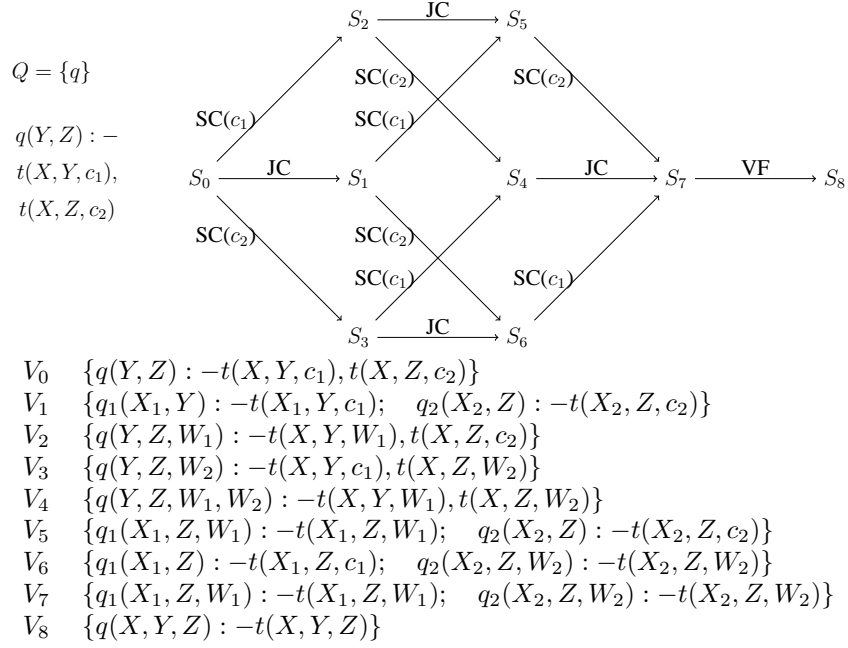 S₂ JC S₅
Q = {q}
SC(c₂) SC(c₂)
SC(c₁) SC(c₁)
q(Y, Z) : −
t(X, Y, c₁),
t(X, Z, c₂)
S₀ JC S₁ S₄ JC S₇ VF S₈
SC(c₂) SC(c₂)
SC(c₁) SC(c₁)
S₃ JC S₆
V₀ {q(Y, Z) : −t(X, Y, c₁), t(X, Z, c₂)}
V₁ {q₁(X₁, Y) : −t(X₁, Y, c₁); q₂(X₂, Z) : −t(X₂, Z, c₂)}
V₂ {q(Y, Z, W₁) : −t(X, Y, W₁), t(X, Z, c₂)}
V₃ {q(Y, Z, W₂) : −t(X, Y, c₁), t(X, Z, W₂)}
V₄ {q(Y, Z, W₁, W₂) : −t(X, Y, W₁), t(X, Z, W₂)}
V₅ {q₁(X₁, Z, W₁) : −t(X₁, Z, W₁); q₂(X₂, Z) : −t(X₂, Z, c₂)}
V₆ {q₁(X₁, Z) : −t(X₁, Z, c₁); q₂(X₂, Z, W₂) : −t(X₂, Z, W₂)}
V₇ {q₁(X₁, Z, W₁) : −t(X₁, Z, W₁); q₂(X₂, Z, W₂) : −t(X₂, Z, W₂)}
V₈ {q(X, Y, Z) : −t(X, Y, Z)}